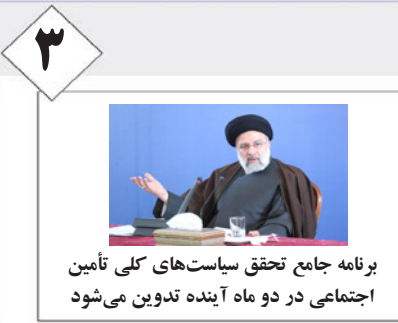 ۳
برنامه جامع تحقق سیاست‌های کلی تأمین
اجتماعی در دو ماه آینده تدوین می‌شود